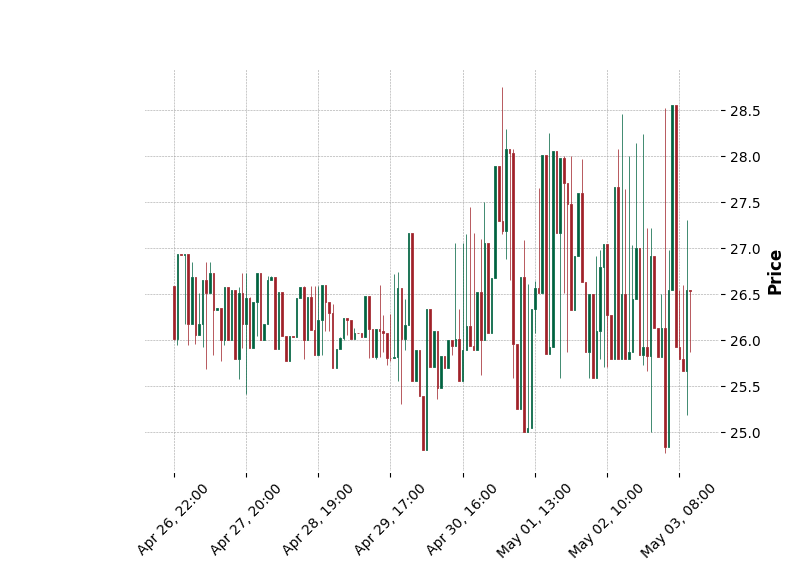 28.5
28.0
27.5
27.0
26.5
26.0
25.5
25.0
Price
Apr 26, 22:00
Apr 27, 20:00
Apr 28, 19:00
Apr 29, 17:00
Apr 30, 16:00
May 01, 13:00
May 02, 10:00
May 03, 08:00